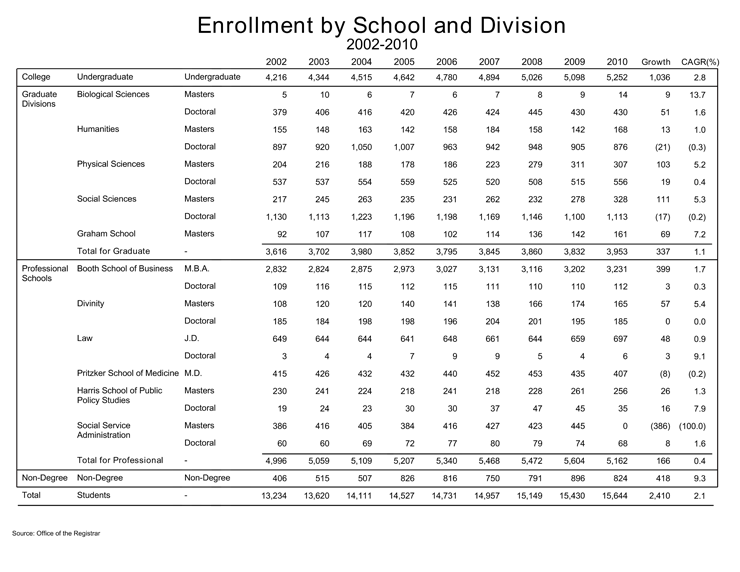 Enrollment by School and Division
2002-2010
2002 2003 2004 2005 2006 2007 2008 2009 2010 Growth CAGR(%)
College Undergraduate Undergraduate 4,216 4,344 4,515 4,642 4,780 4,894 5,026 5,098 5,252 1,036 2.8
Graduate Divisions Biological Sciences Masters 5 10 6 7 6 7 8 9 14 9 13.7
Doctoral 379 406 416 420 426 424 445 430 430 51 1.6
Humanities Masters 155 148 163 142 158 184 158 142 168 13 1.0
Doctoral 897 920 1,050 1,007 963 942 948 905 876 (21) (0.3)
Physical Sciences Masters 204 216 188 178 186 223 279 311 307 103 5.2
Doctoral 537 537 554 559 525 520 508 515 556 19 0.4
Social Sciences Masters 217 245 263 235 231 262 232 278 328 111 5.3
Doctoral 1,130 1,113 1,223 1,196 1,198 1,169 1,146 1,100 1,113 (17) (0.2)
Graham School Masters 92 107 117 108 102 114 136 142 161 69 7.2
Total for Graduate - 3,616 3,702 3,980 3,852 3,795 3,845 3,860 3,832 3,953 337 1.1
Professional Schools Booth School of Business M.B.A. 2,832 2,824 2,875 2,973 3,027 3,131 3,116 3,202 3,231 399 1.7
Doctoral 109 116 115 112 115 111 110 110 112 3 0.3
Divinity Masters 108 120 120 140 141 138 166 174 165 57 5.4
Doctoral 185 184 198 198 196 204 201 195 185 0 0.0
Law J.D. 649 644 644 641 648 661 644 659 697 48 0.9
Doctoral 3 4 4 7 9 9 5 4 6 3 9.1
Pritzker School of Medicine M.D. 415 426 432 432 440 452 453 435 407 (8) (0.2)
Harris School of Public Policy Studies Masters 230 241 224 218 241 218 228 261 256 26 1.3
Doctoral 19 24 23 30 30 37 47 45 35 16 7.9
Social Service Administration Masters 386 416 405 384 416 427 423 445 0 (386) (100.0)
Doctoral 60 60 69 72 77 80 79 74 68 8 1.6
Total for Professional - 4,996 5,059 5,109 5,207 5,340 5,468 5,472 5,604 5,162 166 0.4
Non-Degree Non-Degree Non-Degree 406 515 507 826 816 750 791 896 824 418 9.3
Total Students - 13,234 13,620 14,111 14,527 14,731 14,957 15,149 15,430 15,644 2,410 2.1
Source: Office of the Registrar